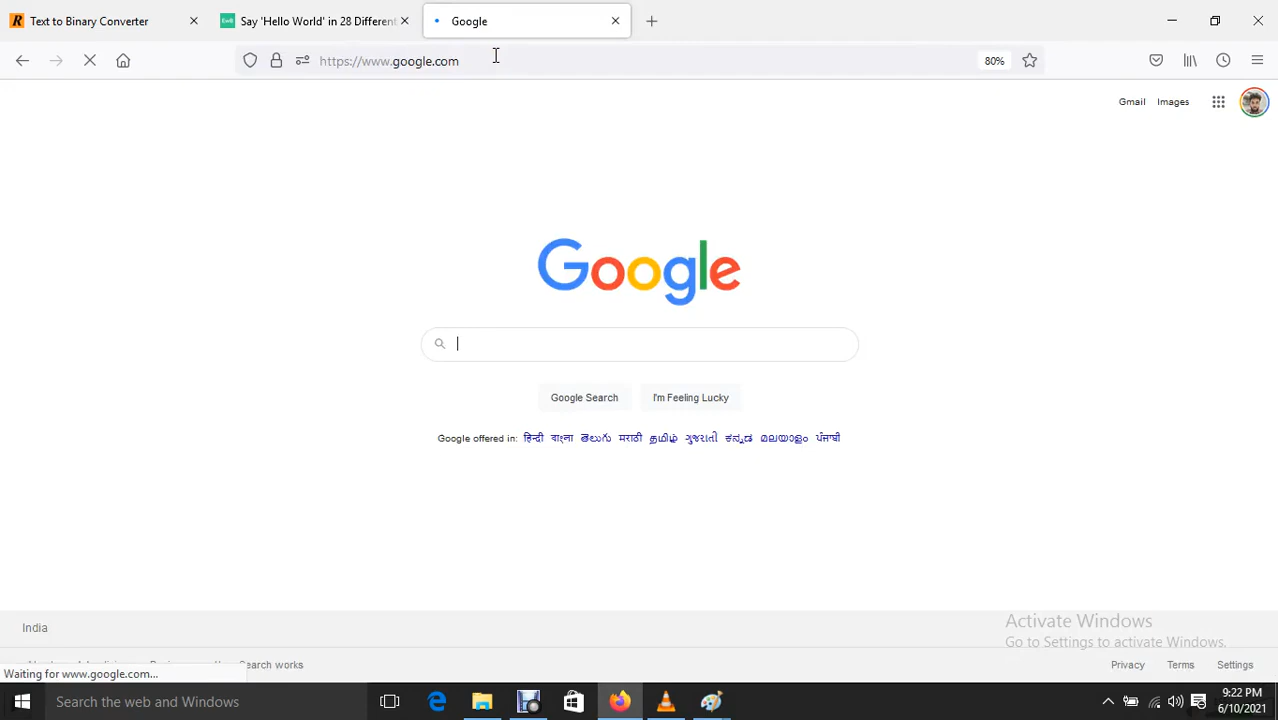 Text to Binary Converter
Say 'Hello World' in 28 Different
Google
https://www.google.com
80%
Gmail Images
Google
Google Search I'm Feeling Lucky
Google offered in: हिन्दी বাংলা తెలుగు मराठी தமிழ் ગુજરાતી ಕನ್ನಡ മലയാളം ਪੰਜਾਬੀ
India
Activate Windows
Go to Settings to activate Windows.
Search works
Privacy Terms Settings
Waiting for www.google.com...
Search the web and Windows
9:22 PM
6/10/2021